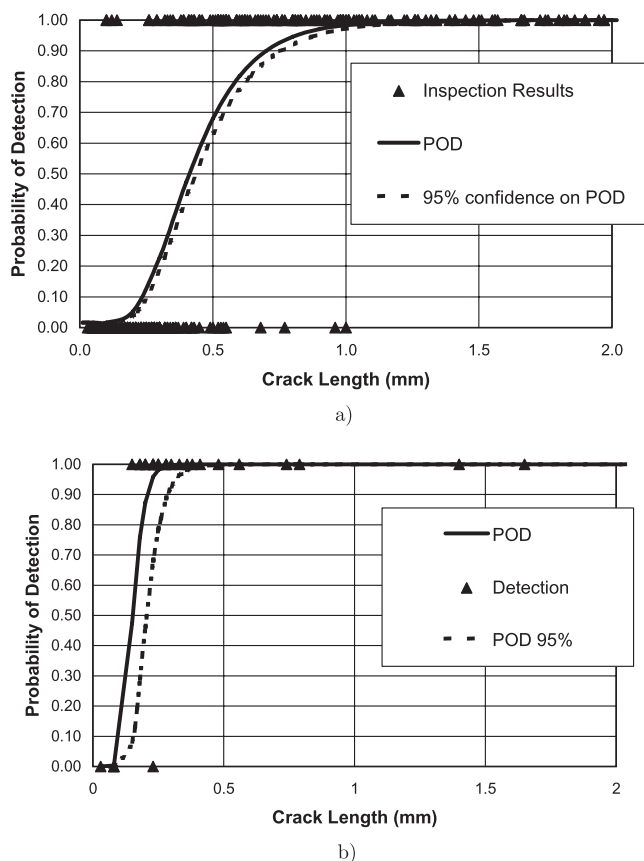 1.00
0.90
0.80
0.70
0.60
0.50
0.40
0.30
0.20
0.10
0.00
Probability of Detection
Inspection Results
POD
95% confidence on POD
0.0 0.5 1.0 1.5 2.0
Crack Length (mm)
a)
1.00
0.90
0.80
0.70
0.60
0.50
0.40
0.30
0.20
0.10
0.00
Probability of Detection
POD
Detection
POD 95%
0 0.5 1 1.5 2
Crack Length (mm)
b)